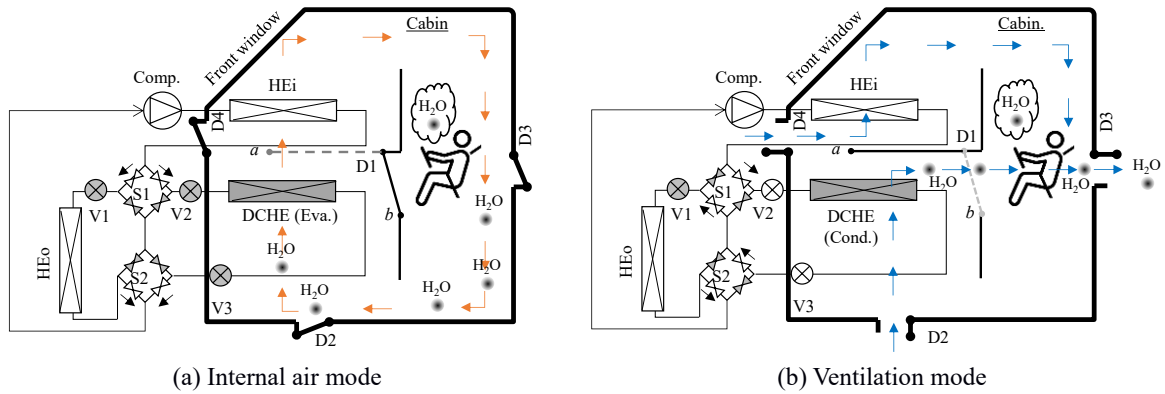 Cabin
Front window
Comp.
HEi
H₂O
D4
D3
a
D1
S1
V1
V2
DCHE (Eva.)
b
H₂O
H₂O
HEo
S2
H₂O
H₂O
H₂O
V3
D2
(a) Internal air mode
Cabin.
Front window
Comp.
HEi
H₂O
D4
D1
D3
a
H₂O
H₂O
H₂O
S1
V1
V2
DCHE
(Cond.)
b
HEo
S2
V3
D2
(b) Ventilation mode